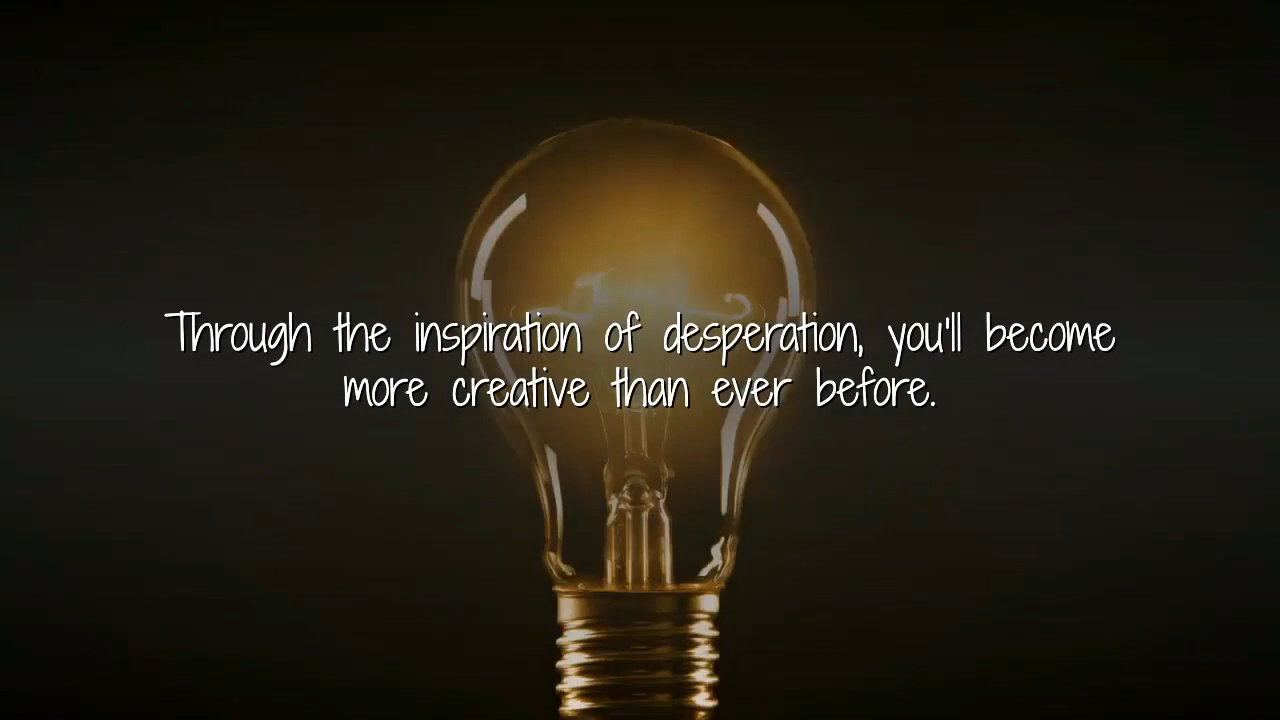 Through the inspiration of desperation, you'll become
more creative than ever before.